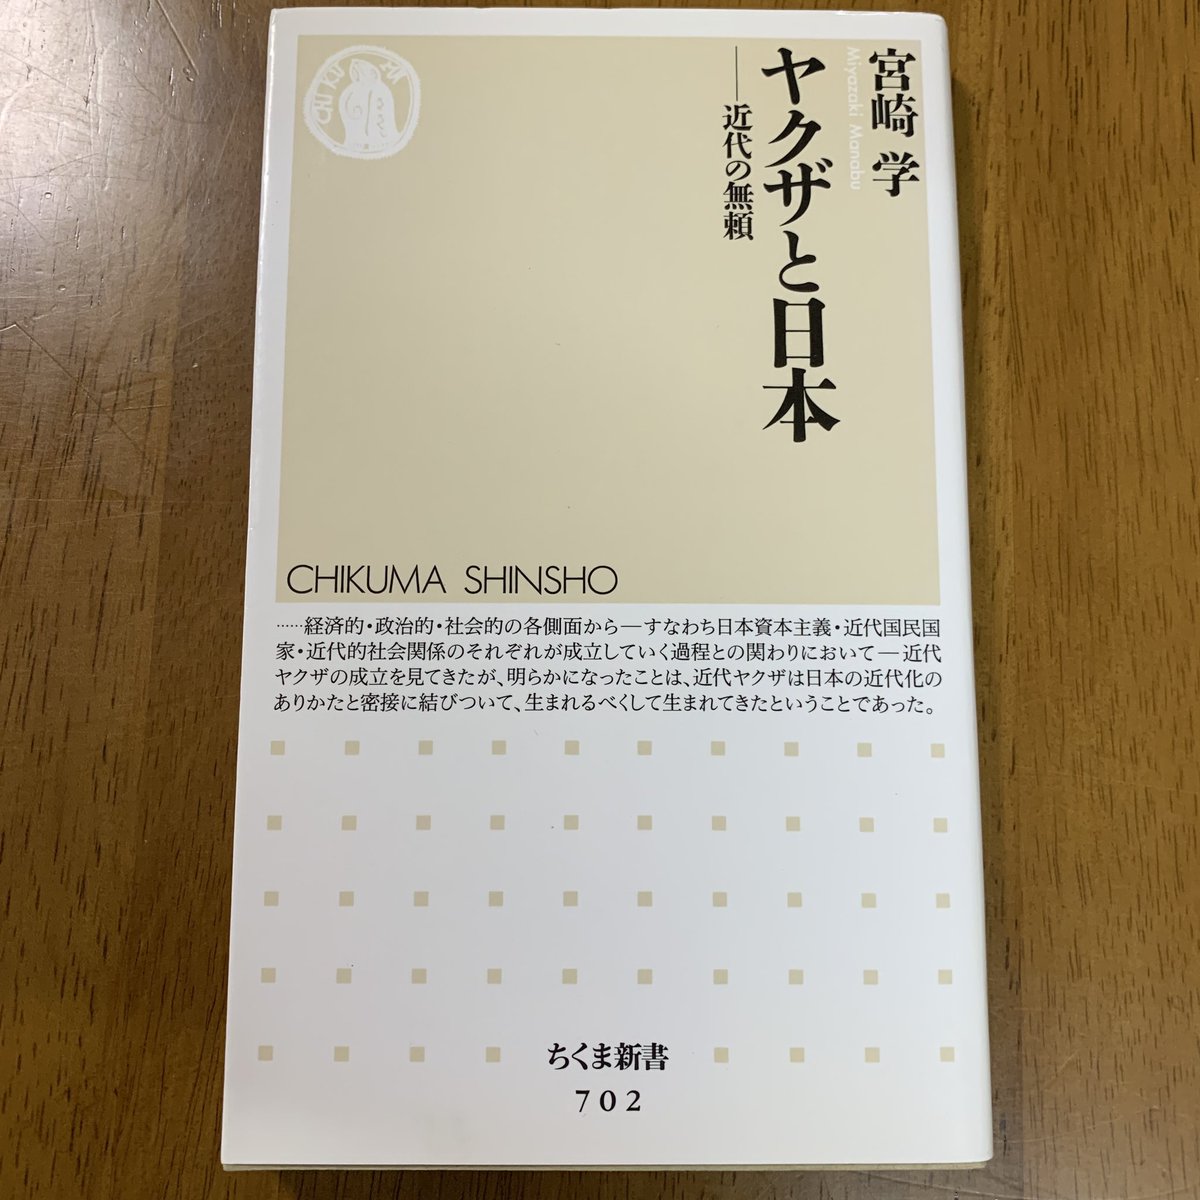 宮崎 学
Miyazaki Manabu
ヤクザと日本
──近代の無頼
CHIKUMA SHINSHO
……経済的・政治的・社会的の各側面から―すなわち日本資本主義・近代国民国
家・近代的社会関係のそれぞれが成立していく過程との関わりにおいて―近代
ヤクザの成立を見てきたが、明らかになったことは、近代ヤクザは日本の近代化の
ありかたと密接に結びついて、生まれるべくして生まれてきたということであった。
ちくま新書
702